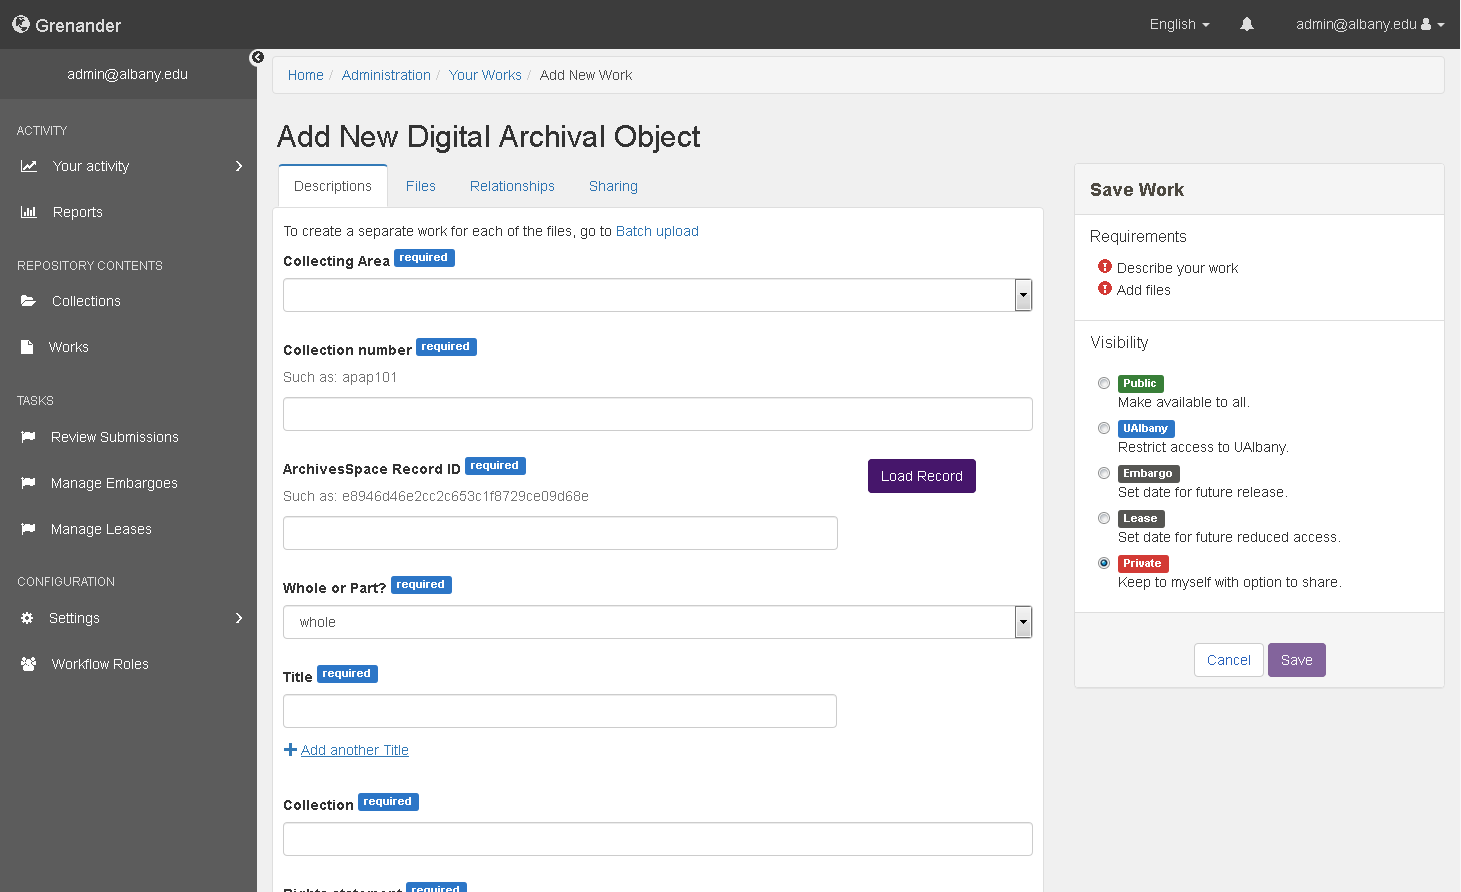 Grenander
English
admin@albany.edu
admin@albany.edu
ACTIVITY
Your activity
Reports
REPOSITORY CONTENTS
Collections
Works
TASKS
Review Submissions
Manage Embargoes
Manage Leases
CONFIGURATION
Settings
Workflow Roles
Home / Administration / Your Works / Add New Work
Add New Digital Archival Object
Descriptions Files Relationships Sharing
To create a separate work for each of the files, go to Batch upload
Collecting Area required
Collection number required
Such as: apap101
ArchivesSpace Record ID required
Such as: e8946d46e2cc2c653c1f8729ce09d68e
Load Record
Whole or Part? required
whole
Title required
Add another Title
Collection required
Rights statement required
Save Work
Requirements
Describe your work
Add files
Visibility
Public
Make available to all.
UAlbany
Restrict access to UAlbany.
Embargo
Set date for future release.
Lease
Set date for future reduced access.
Private
Keep to myself with option to share.
Cancel Save